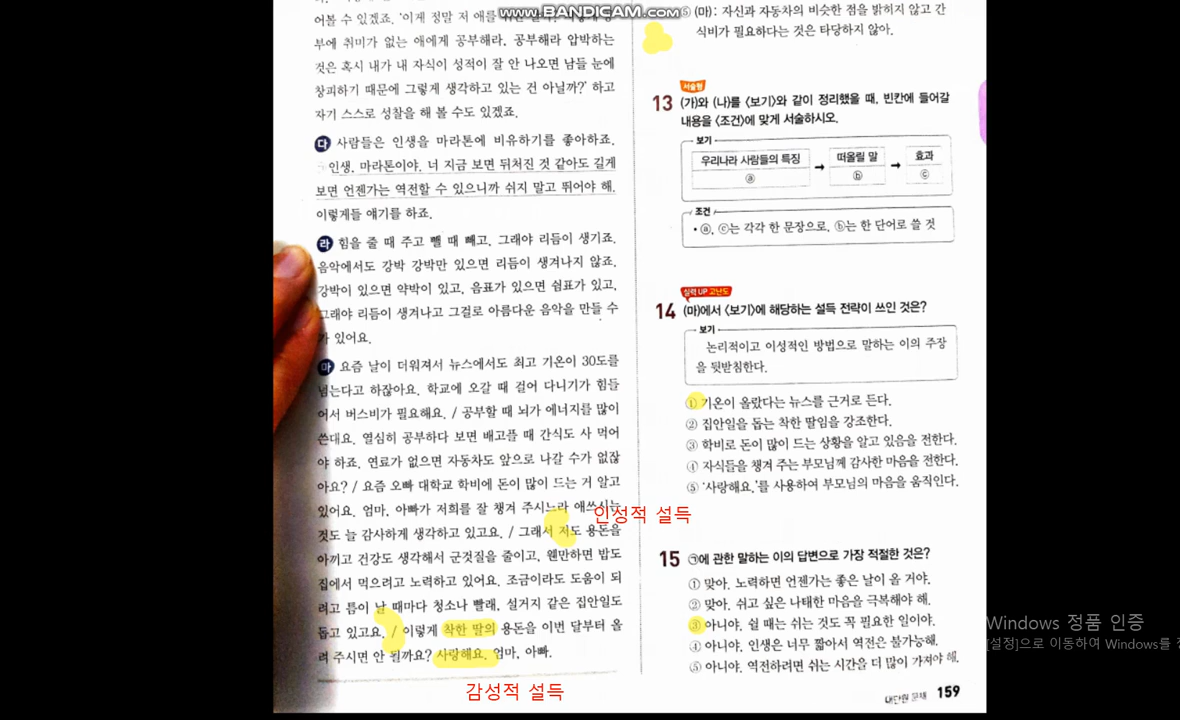 www.BANDICAM.com
어볼 수 있겠죠. '이게 정말 저 애를
부에 취미가 없는 애에게 공부해라, 공부해라 압박하는
것은 혹시 내가 내 자식이 성적이 잘 안 나오면 남들 눈에
창피하기 때문에 그렇게 생각하고 있는 건 아닐까?' 하고
자기 스스로 성찰을 해 볼 수도 있겠죠.
다 사람들은 인생을 마라톤에 비유하기를 좋아하죠.
인생, 마라톤이야. 너 지금 보면 뒤처진 것 같아도 길게
보면 언젠가는 역전할 수 있으니까 쉬지 말고 뛰어야 해.
이렇게들 얘기를 하죠.
라 힘을 줄 때 주고 뺄 때 빼고, 그래야 리듬이 생기죠.
음악에서도 강박 강박만 있으면 리듬이 생겨나지 않죠.
강박이 있으면 약박이 있고, 음표가 있으면 쉼표가 있고,
그래야 리듬이 생겨나고 그걸로 아름다운 음악을 만들 수
가 있어요.
마 요즘 날이 더워져서 뉴스에서도 최고 기온이 30도를
넘는다고 하잖아요. 학교에 오갈 때 걸어 다니기가 힘들
어서 버스비가 필요해요. / 공부할 때 뇌가 에너지를 많이
쓴대요. 열심히 공부하다 보면 배고플 때 간식도 사 먹어
야 하죠. 연료가 없으면 자동차도 앞으로 나갈 수가 없잖
아요? / 요즘 오빠 대학교 학비에 돈이 많이 드는 거 알고
있어요. 엄마, 아빠가 저희를 잘 챙겨 주시느라 애쓰시는
것도 늘 감사하게 생각하고 있고요. / 그래서 저도 용돈을
아끼고 건강도 생각해서 군것질을 줄이고, 웬만하면 밥도
집에서 먹으려고 노력하고 있어요. 조금이라도 도움이 되
려고 틈이 날 때마다 청소나 빨래, 설거지 같은 집안일도
돕고 있고요. / 이렇게 착한 딸의 용돈을 이번 달부터 올
려 주시면 안 될까요? 사랑해요. 엄마, 아빠.
인성적 설득
감성적 설득
(마): 자신과 자동차의 비슷한 점을 밝히지 않고 간
식비가 필요하다는 것은 타당하지 않아.
서술형
13 (가)와 (나)를 〈보기〉와 같이 정리했을 때, 빈칸에 들어갈
내용을 〈조건〉에 맞게 서술하시오.
보기
우리나라 사람들의 특징 → 떠올릴 말 → 효과
ⓐ ⓑ ⓒ
조건
• ⓐ, ⓒ는 각각 한 문장으로, ⓑ는 한 단어로 쓸 것
실력 UP 고난도
14 (마)에서 〈보기〉에 해당하는 설득 전략이 쓰인 것은?
보기
논리적이고 이성적인 방법으로 말하는 이의 주장
을 뒷받침한다.
① 기온이 올랐다는 뉴스를 근거로 든다.
② 집안일을 돕는 착한 딸임을 강조한다.
③ 학비로 돈이 많이 드는 상황을 알고 있음을 전한다.
④ 자식들을 챙겨 주는 부모님께 감사한 마음을 전한다.
⑤ '사랑해요.'를 사용하여 부모님의 마음을 움직인다.
15 ㉠에 관한 말하는 이의 답변으로 가장 적절한 것은?
① 맞아. 노력하면 언젠가는 좋은 날이 올 거야.
② 맞아. 쉬고 싶은 나태한 마음을 극복해야 해.
③ 아니야. 쉴 때는 쉬는 것도 꼭 필요한 일이야.
④ 아니야. 인생은 너무 짧아서 역전은 불가능해.
⑤ 아니야. 역전하려면 쉬는 시간을 더 많이 가져야 해.
대단원 문제 159
Windows 정품 인증
[설정]으로 이동하여 Windows를